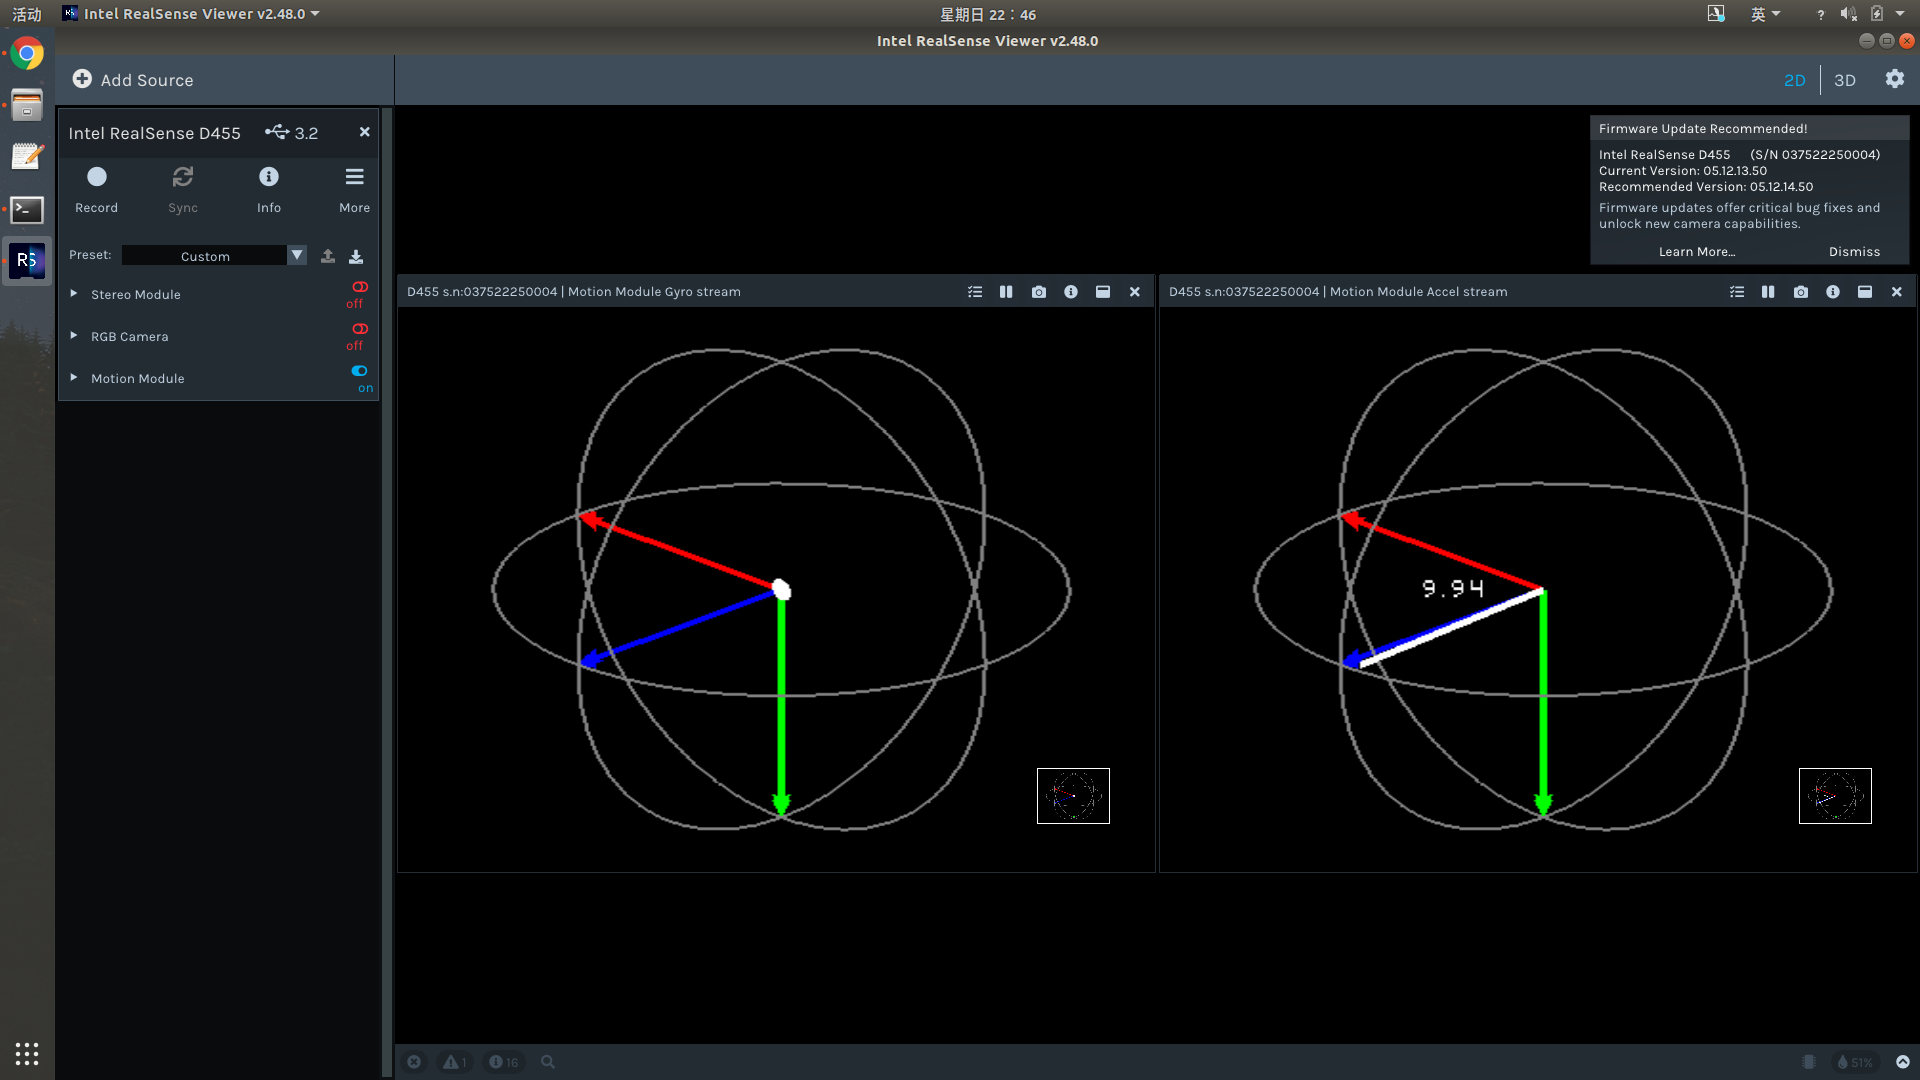 活动
Intel RealSense Viewer v2.48.0
星期日 22：46
英
?
Intel RealSense Viewer v2.48.0
Add Source
2D
3D
Intel RealSense D455
3.2
Record
Sync
Info
More
Preset:
Custom
Stereo Module
off
RGB Camera
off
Motion Module
on
Firmware Update Recommended!
Intel RealSense D455 (S/N 037522250004)
Current Version: 05.12.13.50
Recommended Version: 05.12.14.50
Firmware updates offer critical bug fixes and
unlock new camera capabilities.
Learn More...
Dismiss
D455 s.n:037522250004 | Motion Module Gyro stream
D455 s.n:037522250004 | Motion Module Accel stream
9.94
RS
1
16
51%